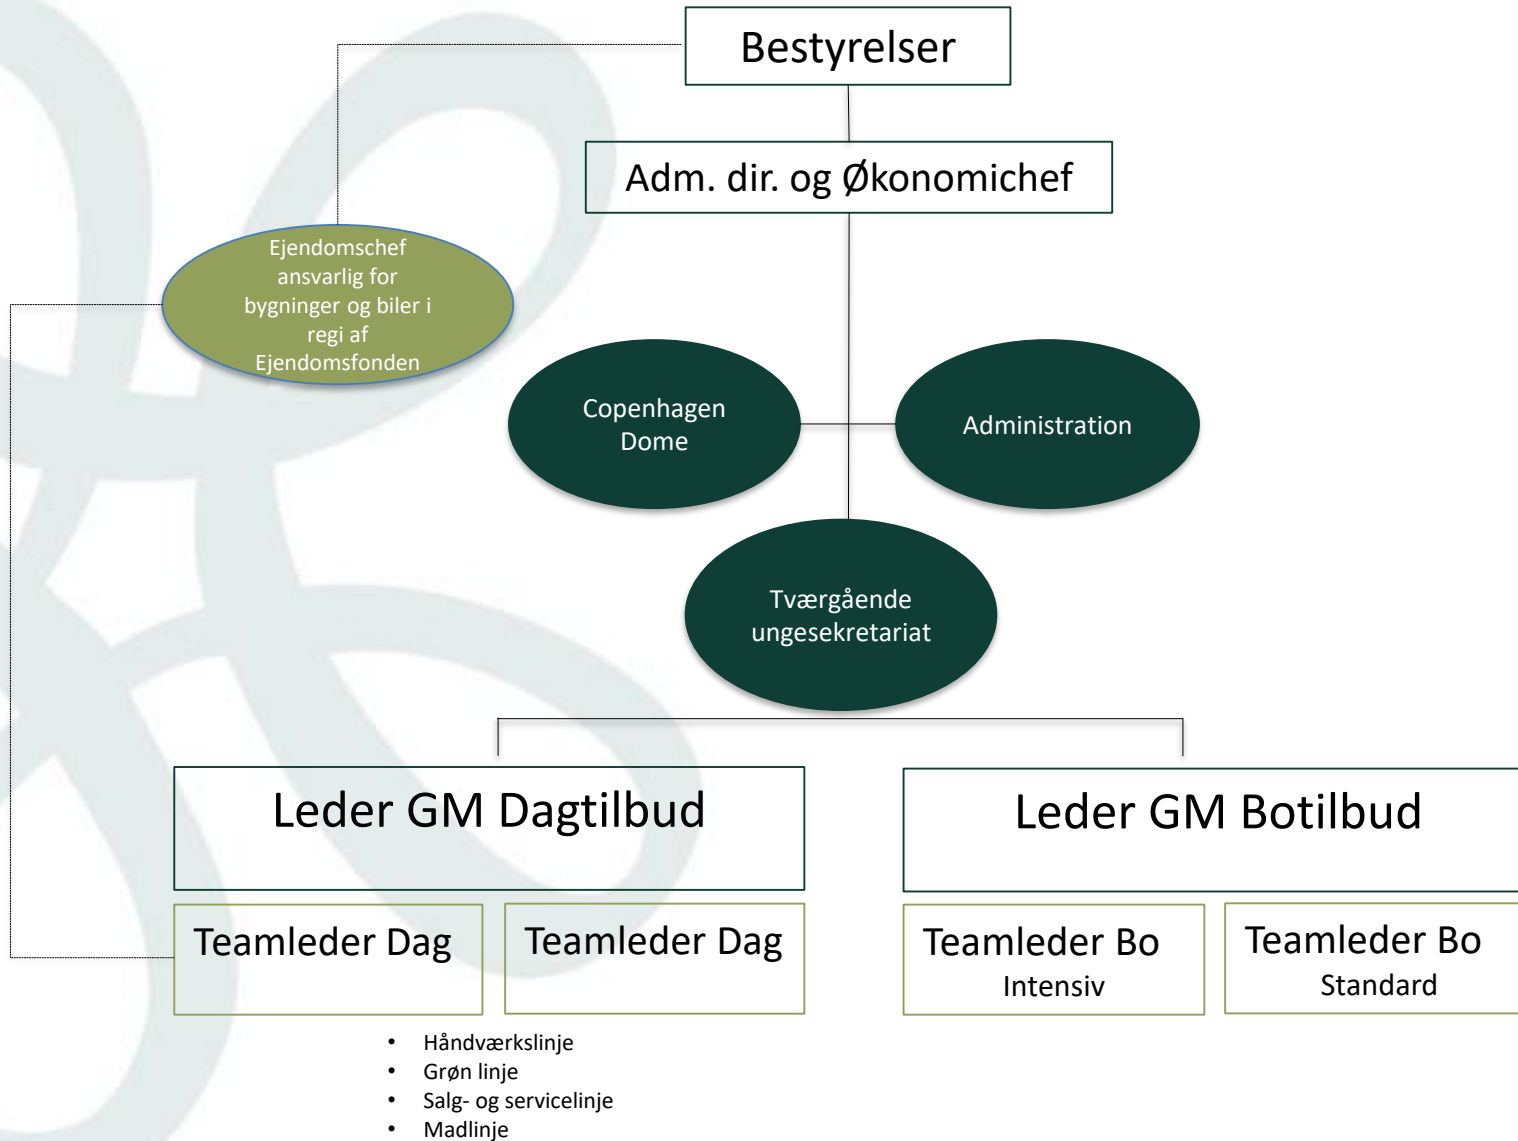 Bestyrelser
Adm. dir. og Økonomichef
Ejendomschef
ansvarlig for
bygninger og biler i
regi af
Ejendomsfonden
Copenhagen
Dome
Administration
Tværgående
ungesekretariat
Leder GM Dagtilbud
Leder GM Botilbud
Teamleder Dag
Teamleder Dag
Teamleder Bo
Intensiv
Teamleder Bo
Standard
• Håndværkslinje
• Grøn linje
• Salg- og servicelinje
• Madlinje